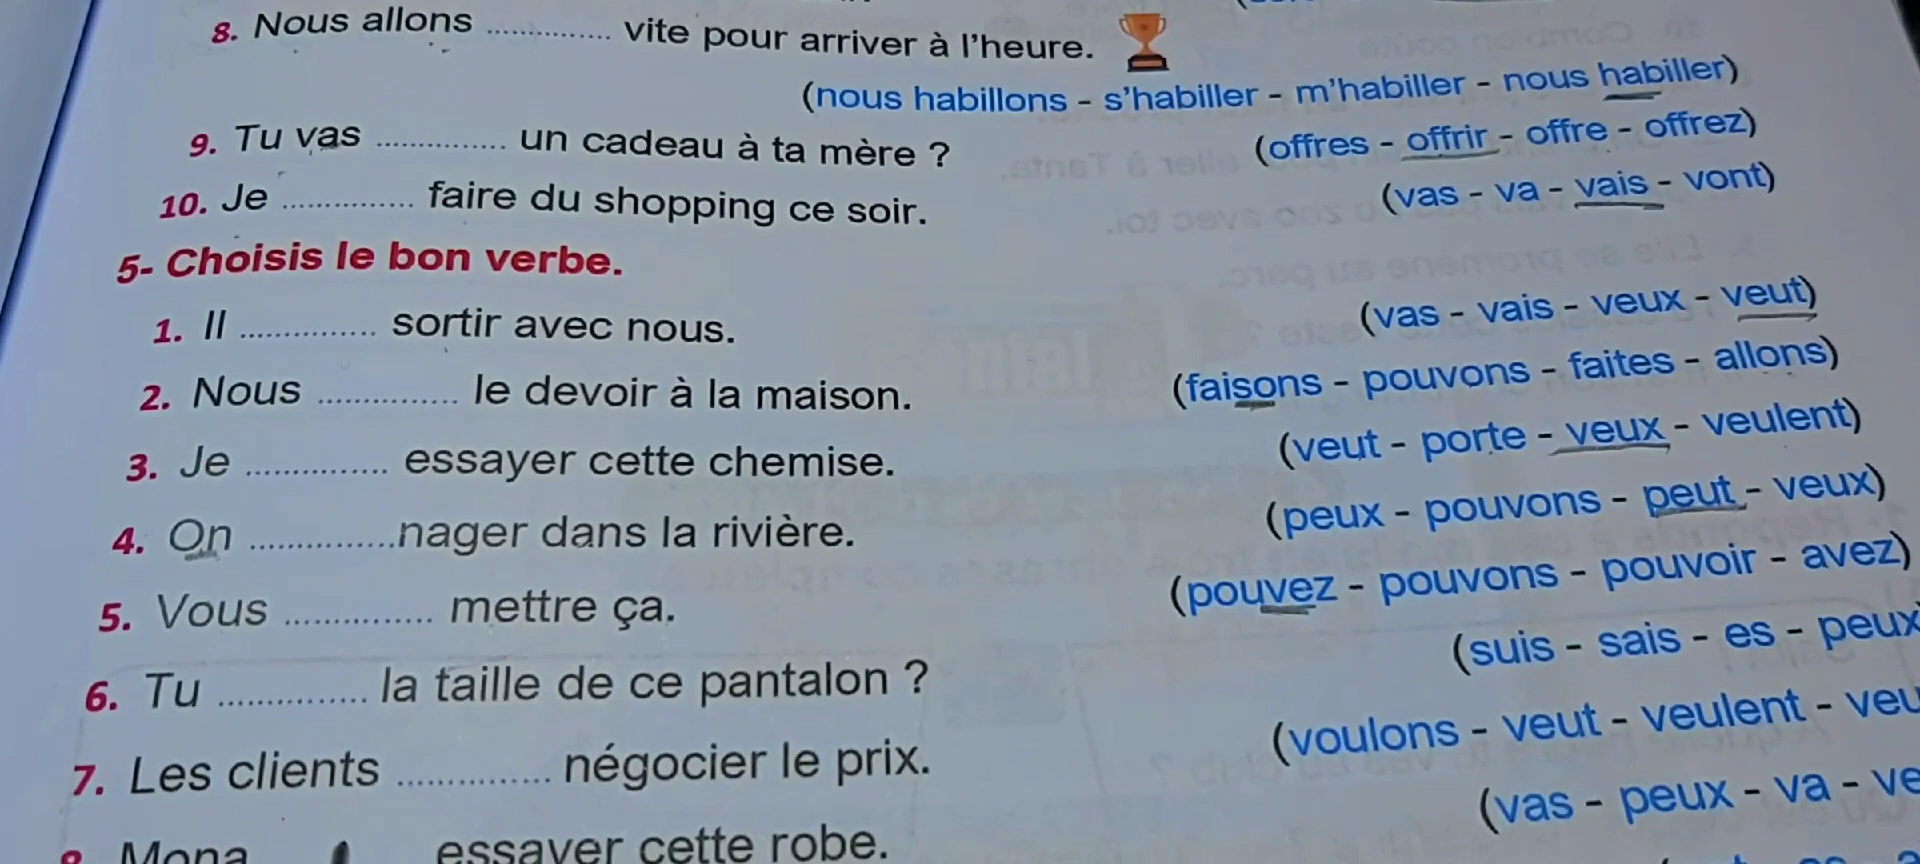 8. Nous allons ............... vite pour arriver à l'heure.
(nous habillons - s'habiller - m'habiller - nous habiller)
9. Tu vas ............... un cadeau à ta mère ? (offres - offrir - offre - offrez)
10. Je ............... faire du shopping ce soir. (vas - va - vais - vont)
5- Choisis le bon verbe.
1. Il ............... sortir avec nous. (vas - vais - veux - veut)
2. Nous ............... le devoir à la maison. (faisons - pouvons - faites - allons)
3. Je ............... essayer cette chemise. (veut - porte - veux - veulent)
4. On ...............nager dans la rivière. (peux - pouvons - peut - veux)
5. Vous ............... mettre ça. (pouvez - pouvons - pouvoir - avez)
6. Tu ............... la taille de ce pantalon ? (suis - sais - es - peux
7. Les clients ............... négocier le prix. (voulons - veut - veulent -
Mona essayer cette robe. (vas - peux - va -